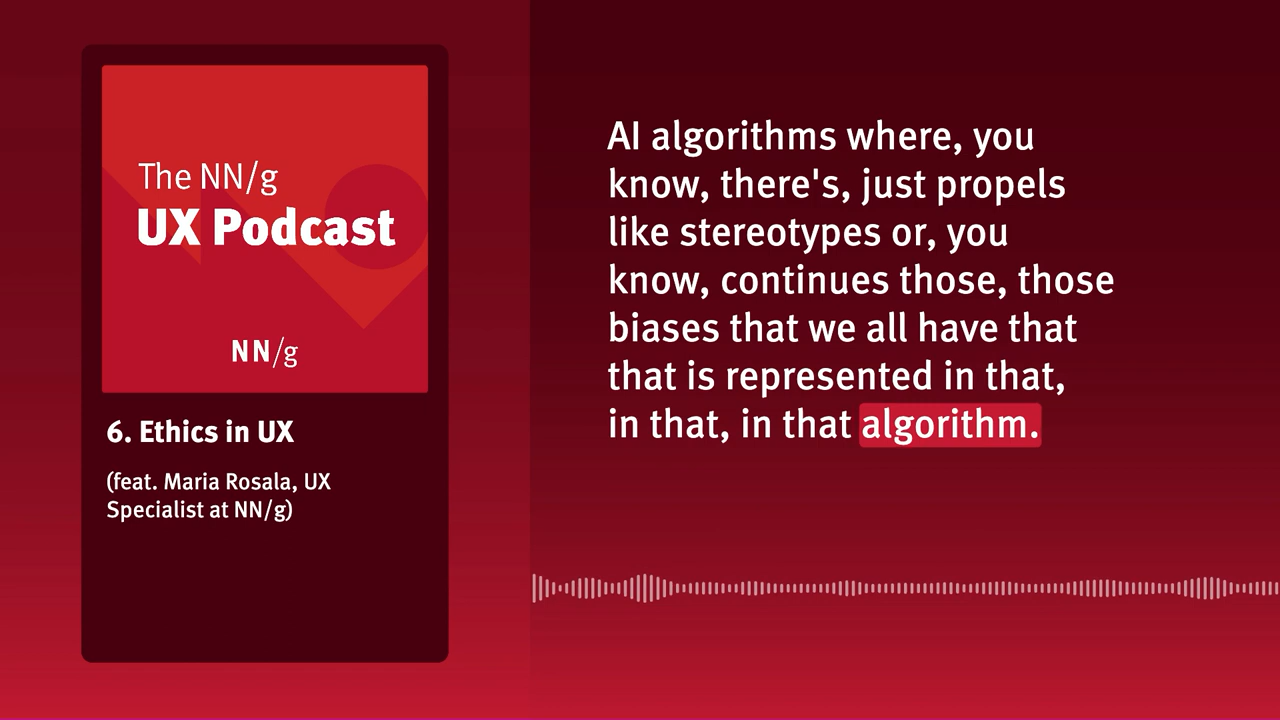 The NN/g
UX Podcast
NN/g
6. Ethics in UX
(feat. Maria Rosala, UX
Specialist at NN/g)
AI algorithms where, you
know, there's, just propels
like stereotypes or, you
know, continues those, those
biases that we all have that
that is represented in that,
in that, in that algorithm.